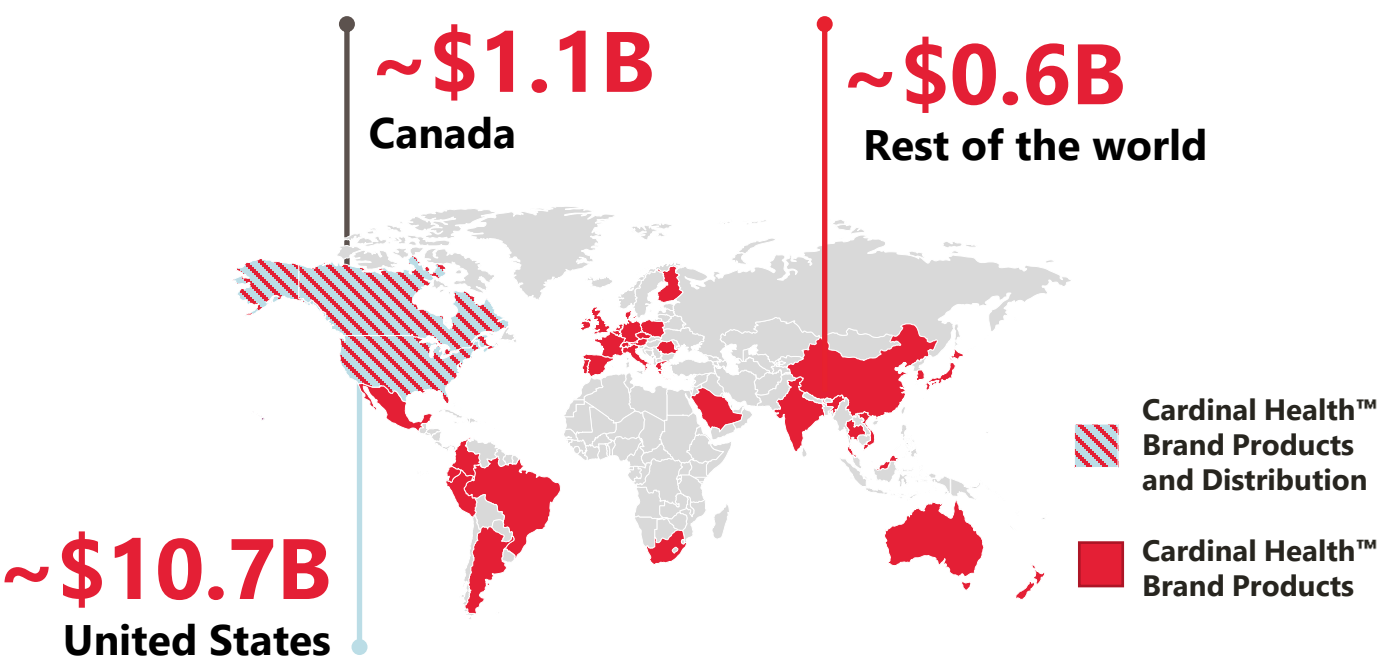 ~$1.1B
Canada
~$0.6B
Rest of the world
~$10.7B
United States
Cardinal Health™
Brand Products
and Distribution
Cardinal Health™
Brand Products